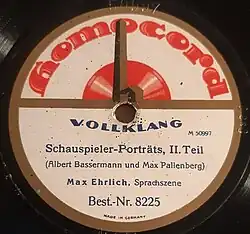 Homocord
VOLLKLANG
M 50997
Schauspieler-Porträts, II. Teil
(Albert Bassermann und Max Pallenberg)
Max Ehrlich, Sprachszene
Best.-Nr. 8225
MADE IN GERMANY